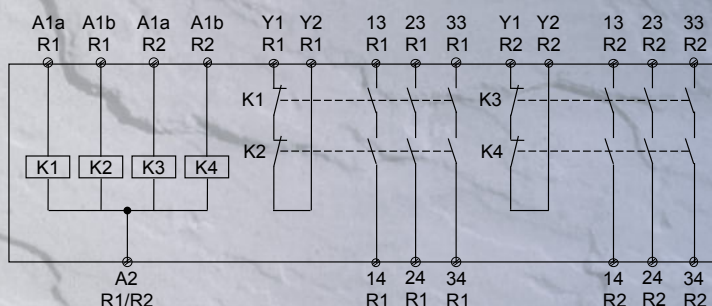 A1a A1b A1a A1b Y1 Y2 13 23 33 Y1 Y2 13 23 33
R1 R1 R2 R2 R1 R1 R1 R1 R1 R2 R2 R2 R2 R2
K1 K3
K2 K4
K1 K2 K3 K4
A2 14 24 34 14 24 34
R1/R2 R1 R1 R1 R2 R2 R2